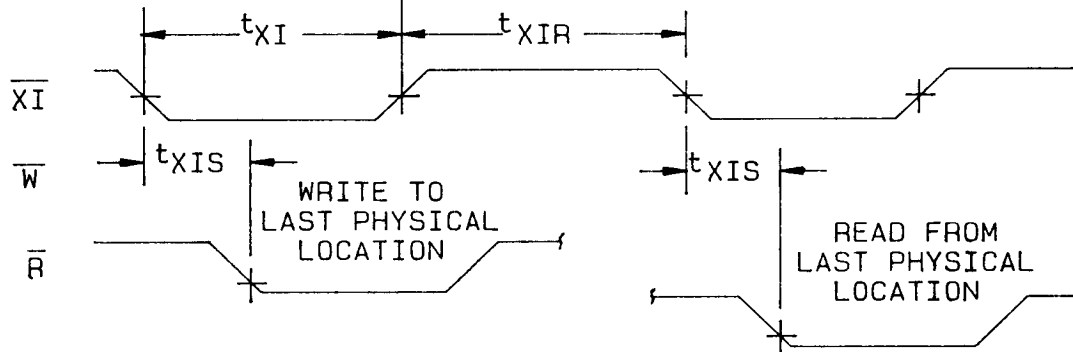 tXI
tXIR
XI
tXIS
tXIS
W
WRITE TO
LAST PHYSICAL
LOCATION
R
READ FROM
LAST PHYSICAL
LOCATION